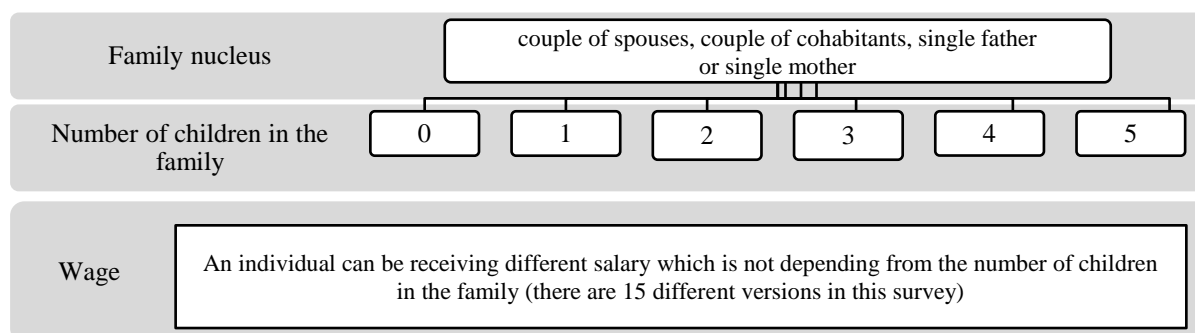 Family nucleus
couple of spouses, couple of cohabitants, single father
or single mother
Number of children in the
family
0 1 2 3 4 5
Wage
An individual can be receiving different salary which is not depending from the number of children
in the family (there are 15 different versions in this survey)